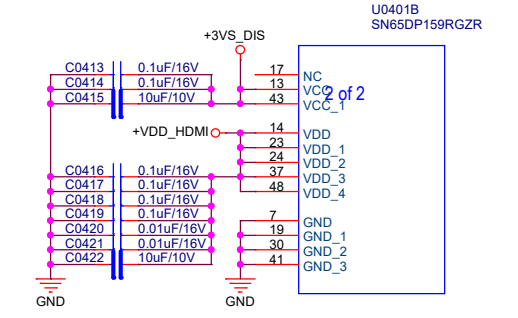 U0401B
SN65DP159RGZR
+3VS_DIS
C0413 0.1uF/16V 17 NC
C0414 0.1uF/16V 13 VCC
2 of 2
C0415 10uF/10V 43 VCC_1
+VDD_HDMI 14 VDD
23 VDD_1
24 VDD_2
C0416 0.1uF/16V 37 VDD_3
C0417 0.1uF/16V 48 VDD_4
C0418 0.1uF/16V
C0419 0.1uF/16V 7 GND
C0420 0.01uF/16V 19 GND_1
C0421 0.01uF/16V 30 GND_2
C0422 10uF/10V 41 GND_3
GND GND